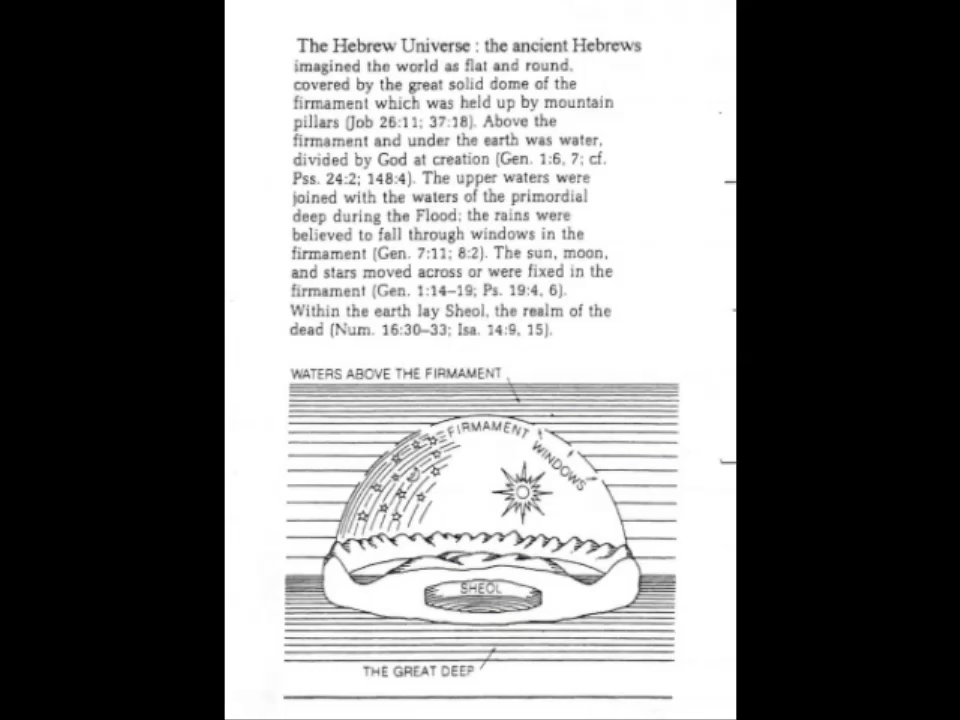 The Hebrew Universe : the ancient Hebrews
imagined the world as flat and round,
covered by the great solid dome of the
firmament which was held up by mountain
pillars (Job 26:11; 37:18). Above the
firmament and under the earth was water,
divided by God at creation (Gen. 1:6, 7; cf.
Pss. 24:2; 148:4). The upper waters were
joined with the waters of the primordial
deep during the Flood; the rains were
believed to fall through windows in the
firmament (Gen. 7:11; 8:2). The sun, moon,
and stars moved across or were fixed in the
firmament (Gen. 1:14–19; Ps. 19:4, 6).
Within the earth lay Sheol, the realm of the
dead (Num. 16:30–33; Isa. 14:9, 15).
WATERS ABOVE THE FIRMAMENT
FIRMAMENT
WINDOWS
SHEOL
THE GREAT DEEP